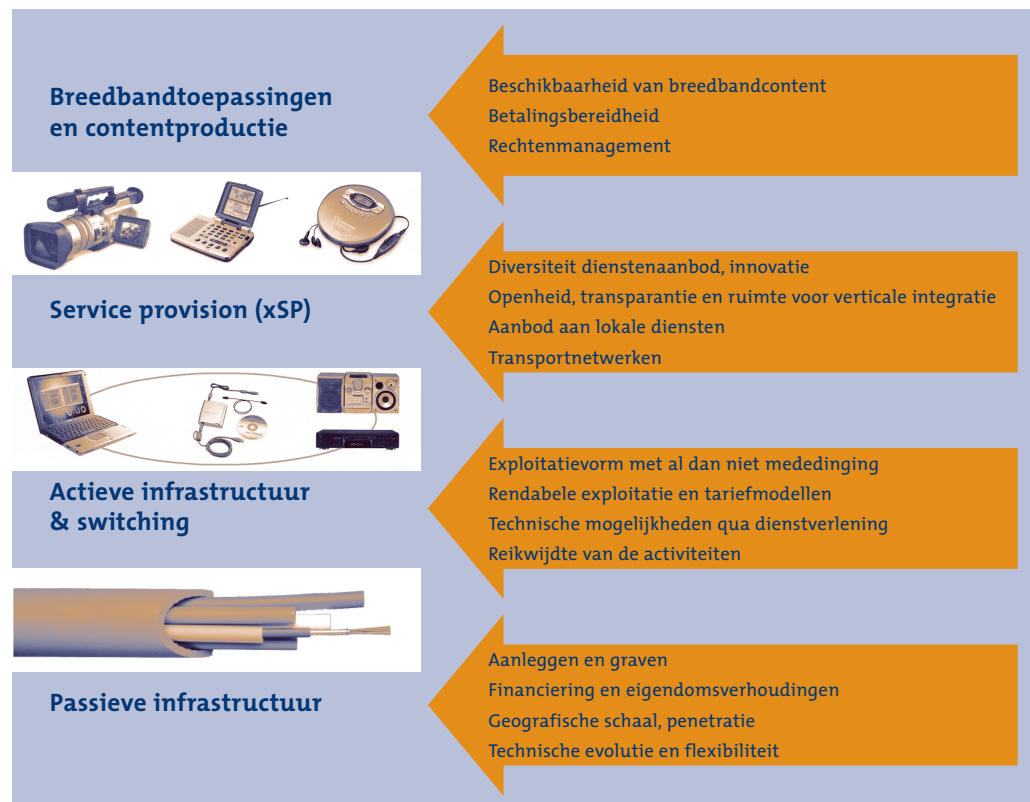 Breedbandtoepassingen
en contentproductie
Beschikbaarheid van breedbandcontent
Betalingsbereidheid
Rechtenmanagement
Service provision (xSP)
Diversiteit dienstenaanbod, innovatie
Openheid, transparantie en ruimte voor verticale integratie
Aanbod aan lokale diensten
Transportnetwerken
VAIO
Actieve infrastructuur
& switching
Exploitatievorm met al dan niet mededinging
Rendabele exploitatie en tariefmodellen
Technische mogelijkheden qua dienstverlening
Reikwijdte van de activiteiten
Passieve infrastructuur
Aanleggen en graven
Financiering en eigendomsverhoudingen
Geografische schaal, penetratie
Technische evolutie en flexibiliteit